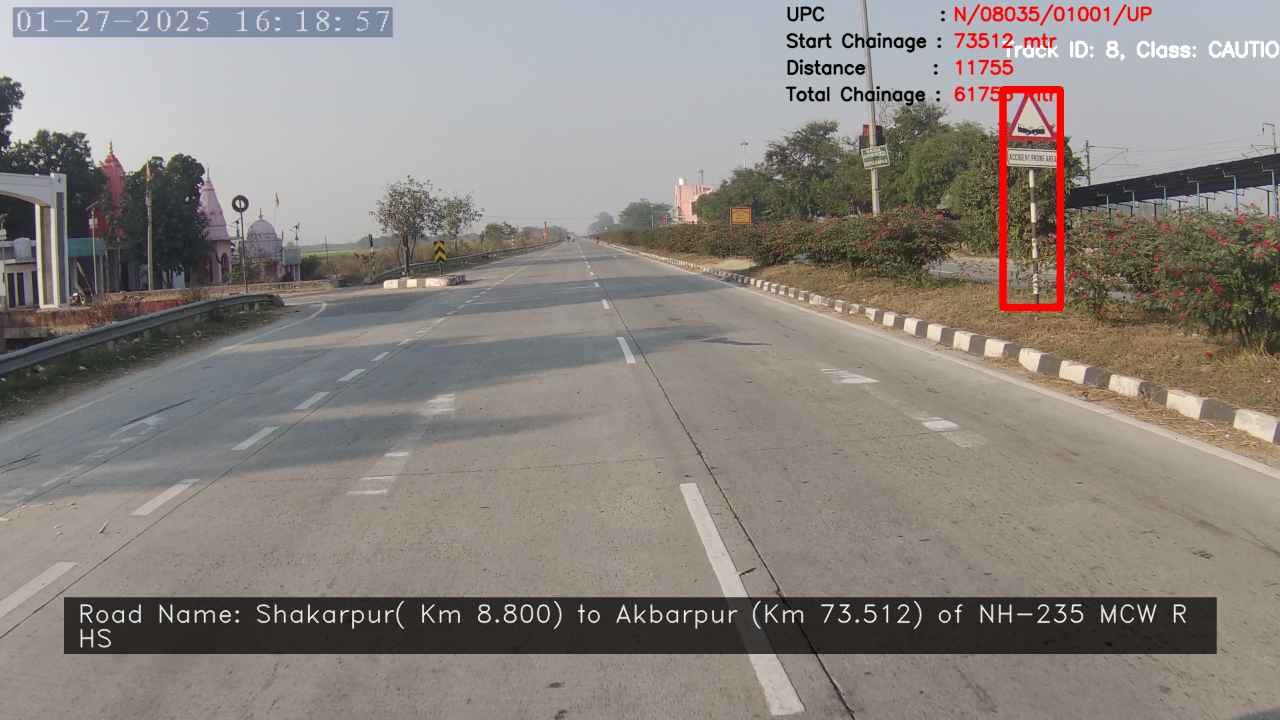 01-27-2025 16:18:57
UPC : N/08035/01001/UP
Start Chainage : 73512 mtr
Track ID: 8, Class: CAUTIO
Distance : 11755
Total Chainage : 61755 mtr
ACCIDENT PRONE AREA
Road Name: Shakarpur( Km 8.800) to Akbarpur (Km 73.512) of NH-235 MCW R
HS